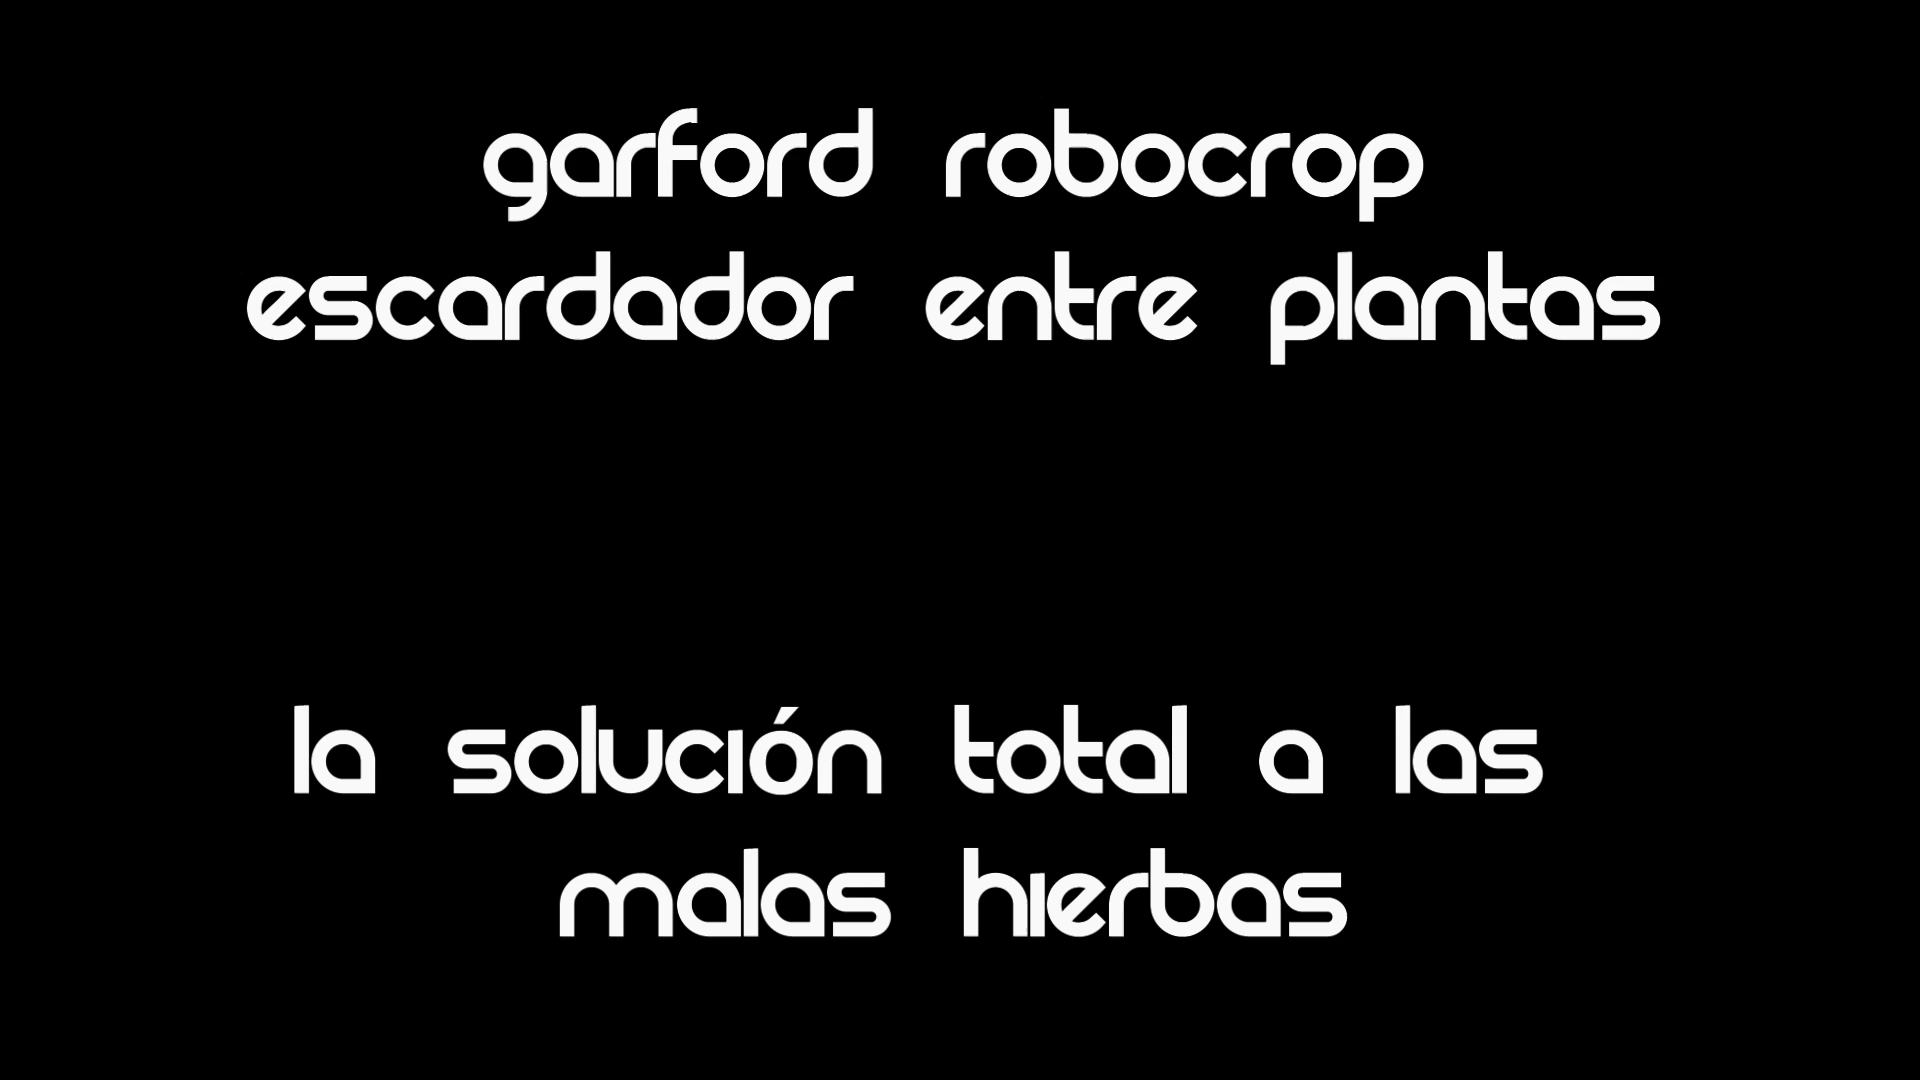 garford robocrop
escardador entre plantas
la solución total a las
malas hierbas